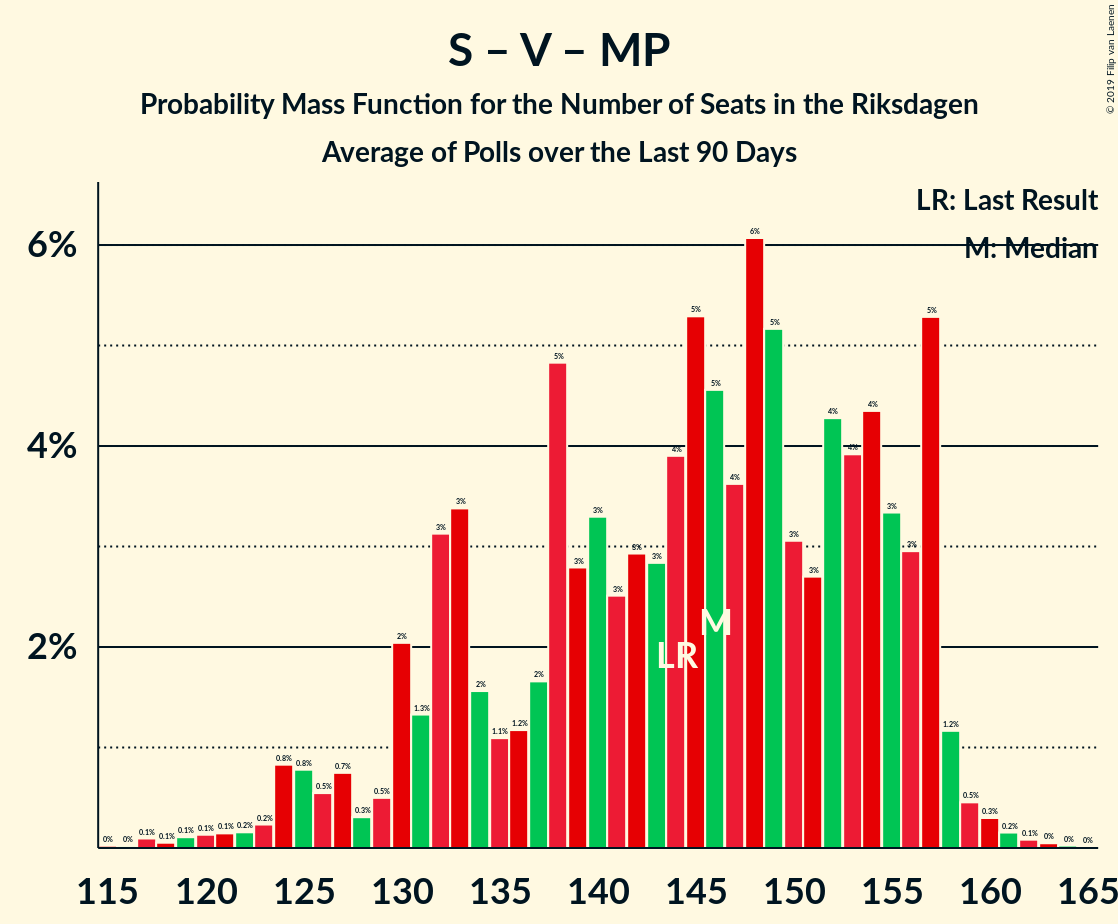 S – V – MP
Probability Mass Function for the Number of Seats in the Riksdagen
Average of Polls over the Last 90 Days
© 2019 Filip van Laenen
LR: Last Result
M: Median
6%
4%
2%
0% 0% 0.1% 0.1% 0.1% 0.1% 0.1% 0.2% 0.2% 0.8% 0.8% 0.5% 0.7% 0.3% 0.5% 2% 1.3% 3% 3% 2% 1.1% 1.2% 2% 5% 3% 3% 3% 3% 3% 4% 5% 5% 4% 6% 5% 3% 3% 4% 4% 4% 3% 3% 5% 1.2% 0.5% 0.3% 0.2% 0.1% 0% 0% 0%
M
LR
115 120 125 130 135 140 145 150 155 160 165